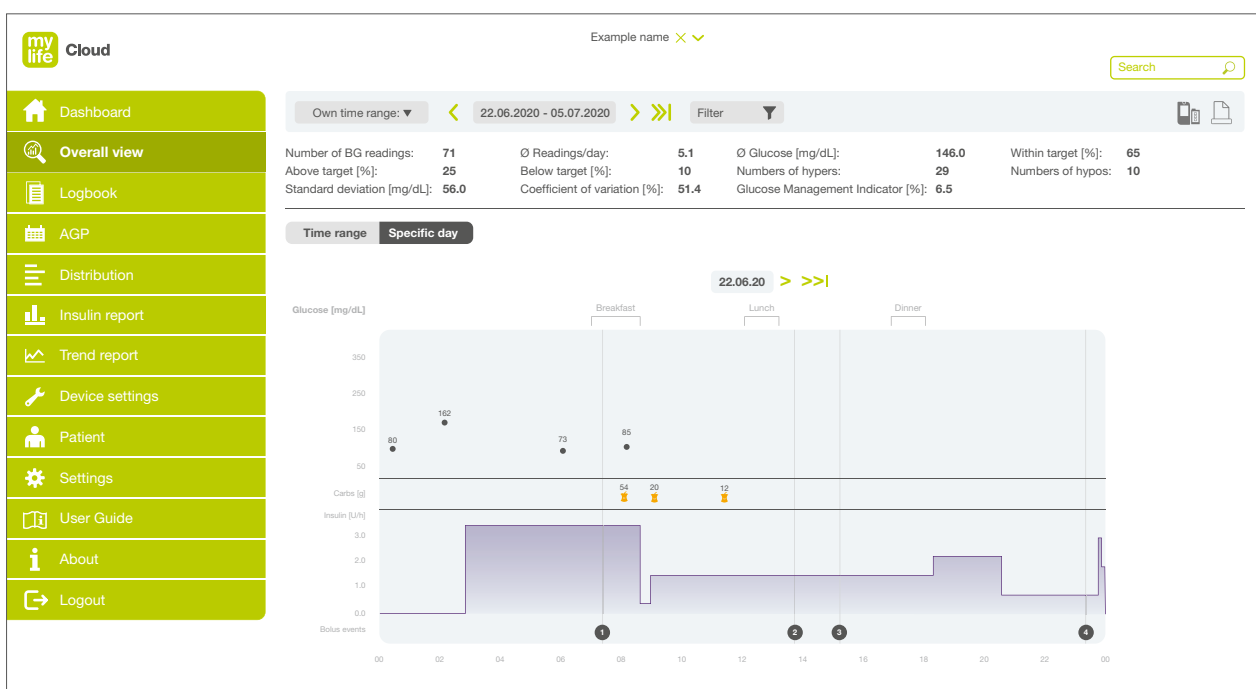 my
life
Cloud
Example name
Search
Dashboard
Overall view
Logbook
AGP
Distribution
Insulin report
Trend report
Device settings
Patient
Settings
User Guide
About
Logout
Own time range: ▼ 22.06.2020 - 05.07.2020 Filter
Number of BG readings: 71 Ø Readings/day: 5.1 Ø Glucose [mg/dL]: 146.0 Within target [%]: 65
Above target [%]: 25 Below target [%]: 10 Numbers of hypers: 29 Numbers of hypos: 10
Standard deviation [mg/dL]: 56.0 Coefficient of variation [%]: 51.4 Glucose Management Indicator [%]: 6.5
Time range Specific day
22.06.20 > >>|
Glucose [mg/dL] Breakfast Lunch Dinner
350
250
162
150
80 73 85
50
54 20 12
Carbs [g]
Insulin [U/h]
3.0
2.0
1.0
0.0
Bolus events 1 2 3 4
00 02 04 06 08 10 12 14 16 18 20 22 00